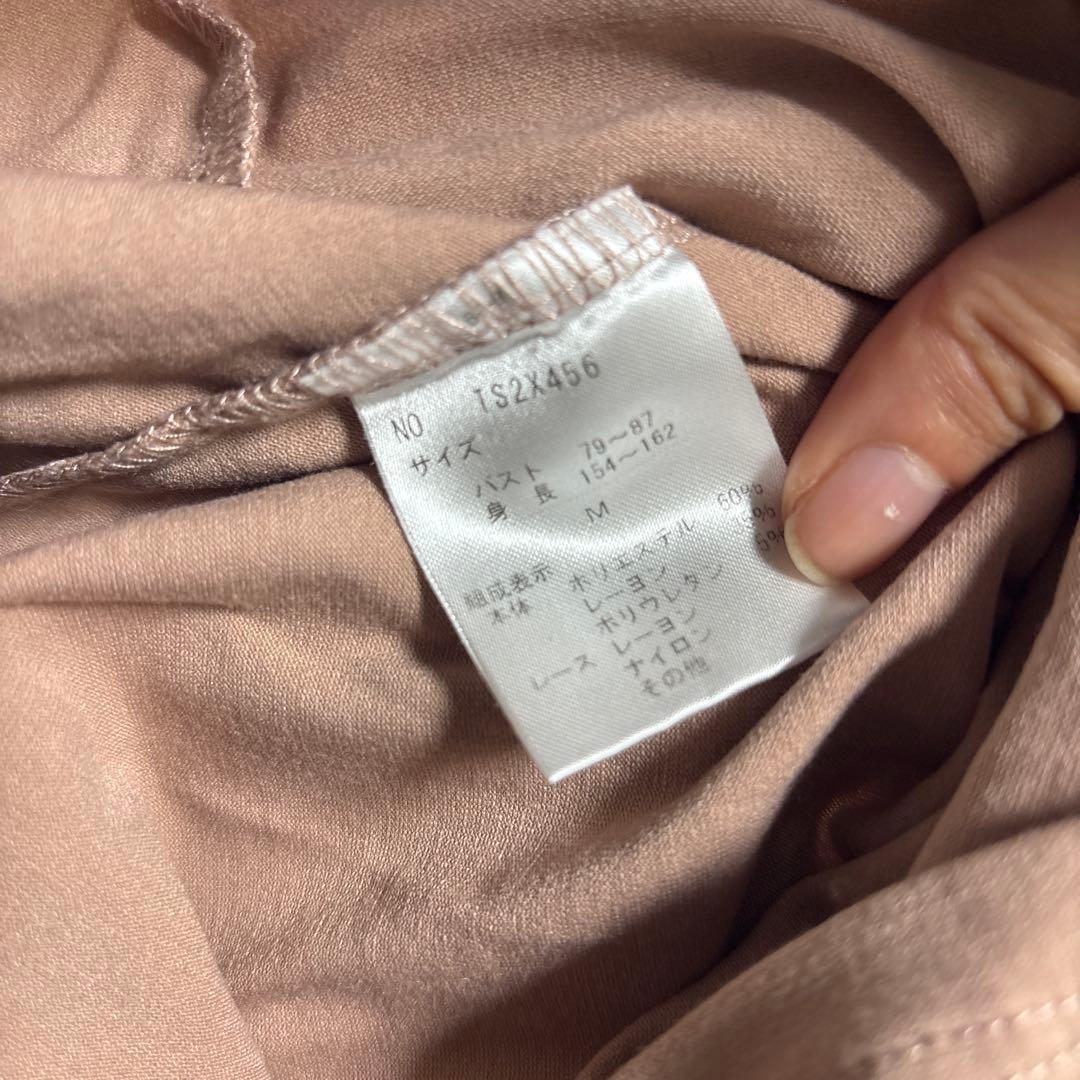 NO TS2X456
サイズ
バスト 79～87
身長 154～162
M
組成表示
本体 ポリエステル 60%
レーヨン 5%
ポリウレタン 5%
レース レーヨン
ナイロン
その他